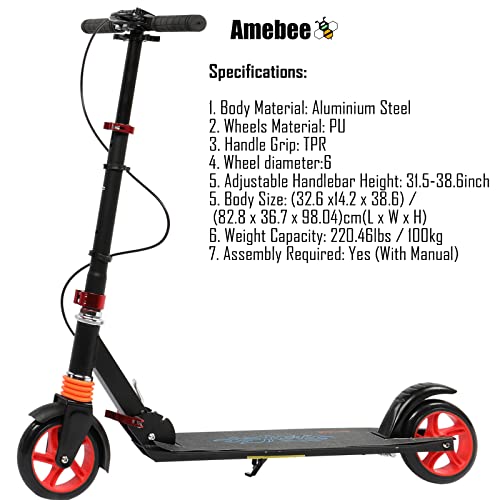 Amebee
Specifications:
1. Body Material: Aluminium Steel
2. Wheels Material: PU
3. Handle Grip: TPR
4. Wheel diameter:6
5. Adjustable Handlebar Height: 31.5-38.6inch
5. Body Size: (32.6 x14.2 x 38.6) /
(82.8 x 36.7 x 98.04)cm(L x W x H)
6. Weight Capacity: 220.46lbs / 100kg
7. Assembly Required: Yes (With Manual)